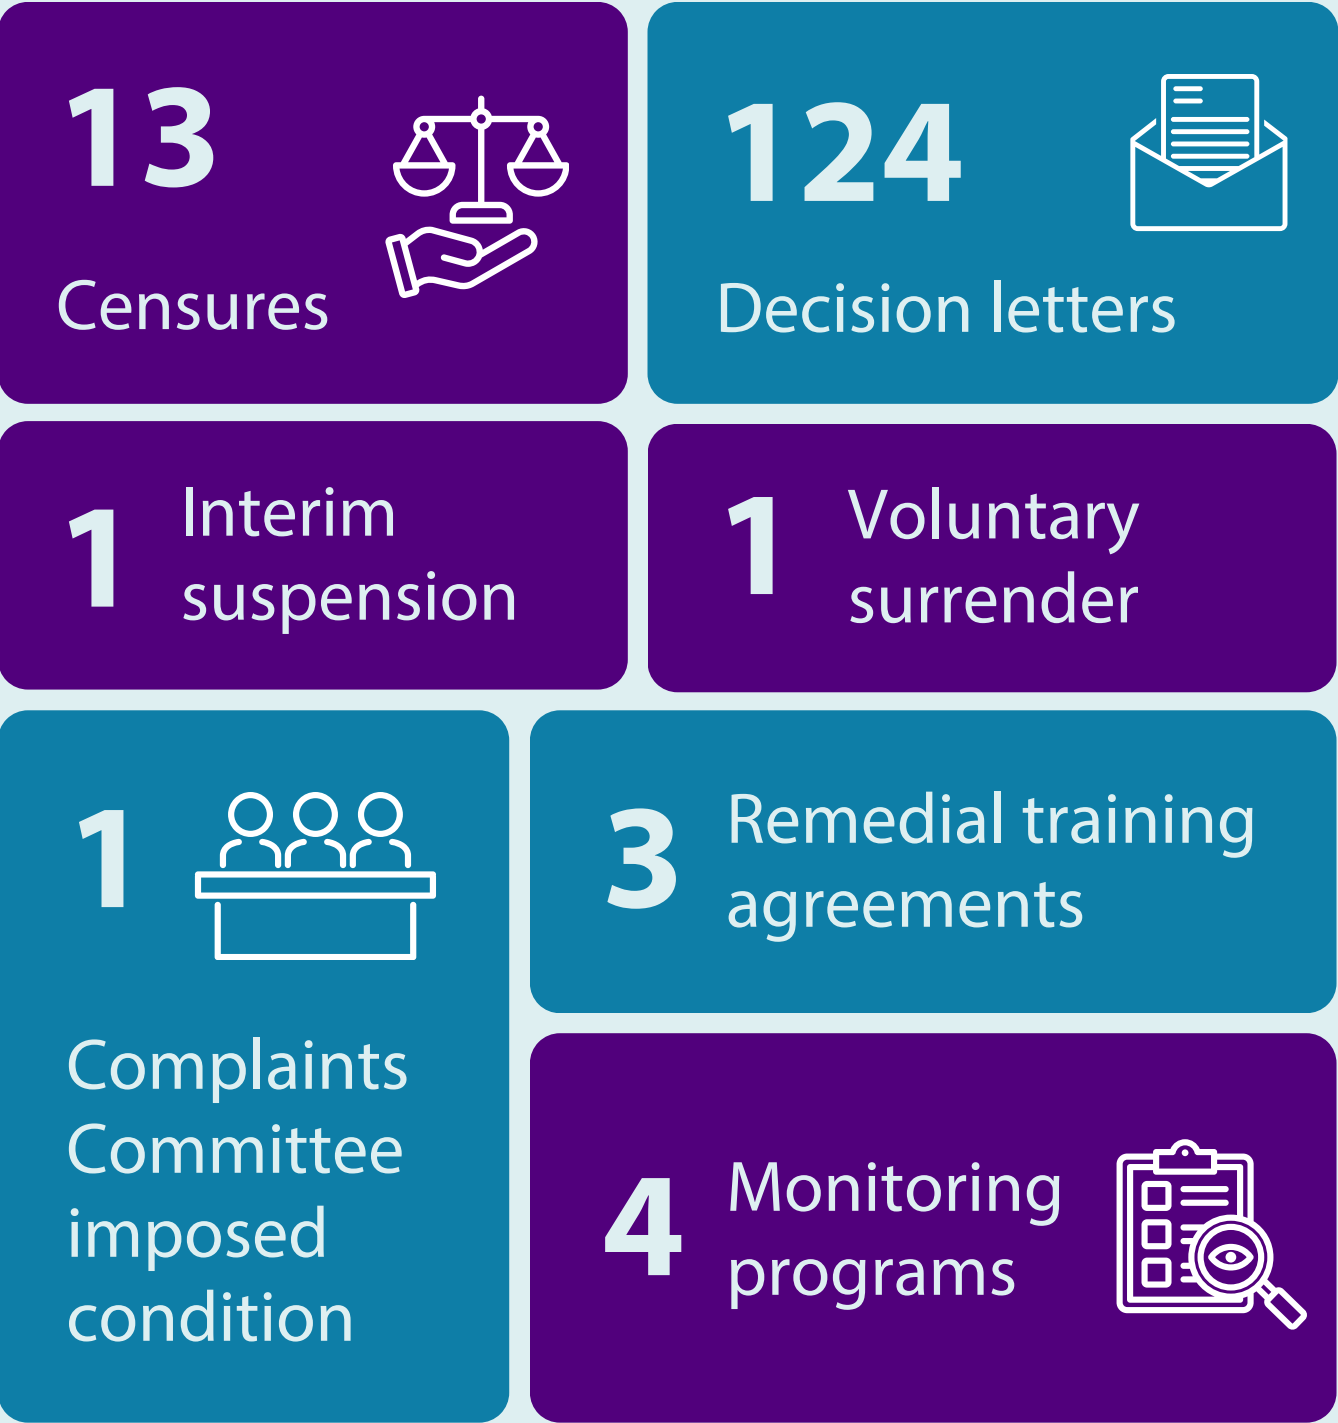 13
Censures
124
Decision letters
1
Interim
suspension
1
Voluntary
surrender
1
Complaints
Committee
imposed
condition
3
Remedial training
agreements
4
Monitoring
programs